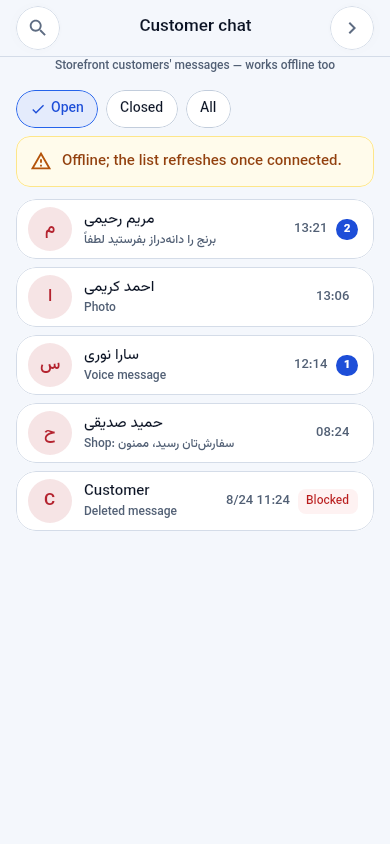 Customer chat
Storefront customers' messages — works offline too
Open
Closed
All
Offline; the list refreshes once connected.
م
مریم رحیمی
برنج را دانه‌دراز بفرستید لطفاً
13:21
2
ا
احمد کریمی
Photo
13:06
س
سارا نوری
Voice message
12:14
1
ح
حمید صدیقی
Shop: سفارش‌تان رسید، ممنون
08:24
C
Customer
Deleted message
8/24 11:24
Blocked